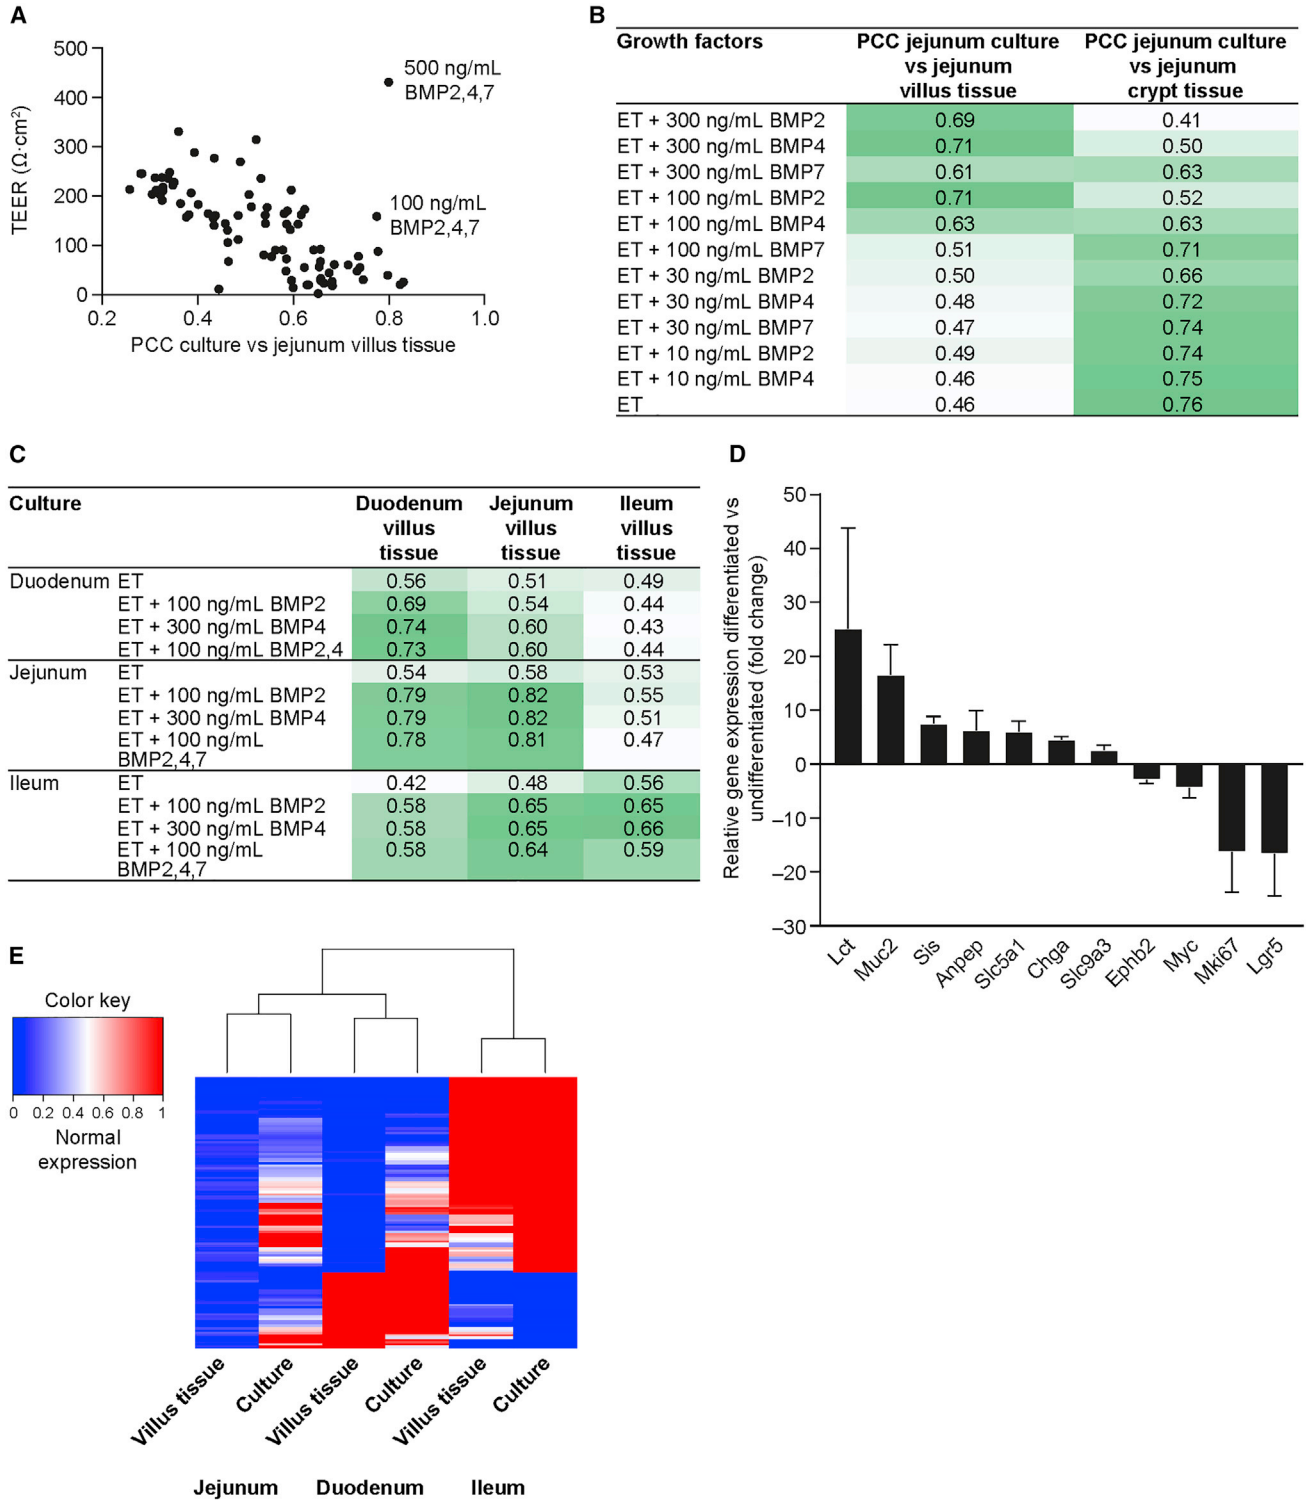 A
500
400
300
200
100
0
TEER (Ω·cm²)
500 ng/mL
BMP2,4,7
100 ng/mL
BMP2,4,7
0.2 0.4 0.6 0.8 1.0
PCC culture vs jejunum villus tissue
B
Growth factors
PCC jejunum culture
vs jejunum
villus tissue
PCC jejunum culture
vs jejunum
crypt tissue
ET + 300 ng/mL BMP2 0.69 0.41
ET + 300 ng/mL BMP4 0.71 0.50
ET + 300 ng/mL BMP7 0.61 0.63
ET + 100 ng/mL BMP2 0.71 0.52
ET + 100 ng/mL BMP4 0.63 0.63
ET + 100 ng/mL BMP7 0.51 0.71
ET + 30 ng/mL BMP2 0.50 0.66
ET + 30 ng/mL BMP4 0.48 0.72
ET + 30 ng/mL BMP7 0.47 0.74
ET + 10 ng/mL BMP2 0.49 0.74
ET + 10 ng/mL BMP4 0.46 0.75
ET 0.46 0.76
C
Culture
Duodenum
villus
tissue
Jejunum
villus
tissue
Ileum
villus
tissue
Duodenum ET 0.56 0.51 0.49
ET + 100 ng/mL BMP2 0.69 0.54 0.44
ET + 300 ng/mL BMP4 0.74 0.60 0.43
ET + 100 ng/mL BMP2,4 0.73 0.60 0.44
Jejunum ET 0.54 0.58 0.53
ET + 100 ng/mL BMP2 0.79 0.82 0.55
ET + 300 ng/mL BMP4 0.79 0.82 0.51
ET + 100 ng/mL 0.78 0.81 0.47
BMP2,4,7
Ileum ET 0.42 0.48 0.56
ET + 100 ng/mL BMP2 0.58 0.65 0.65
ET + 300 ng/mL BMP4 0.58 0.65 0.66
ET + 100 ng/mL 0.58 0.64 0.59
BMP2,4,7
D
Relative gene expression differentiated vs
undifferentiated (fold change)
50
40
30
20
10
0
–10
–20
–30
Lct Muc2 Sis Anpep Slc5a1 Chga Slc9a3 Ephb2 Myc Mki67 Lgr5
E
Color key
0 0.2 0.4 0.6 0.8 1
Normal
expression
Villus tissue Culture Villus tissue Culture Villus tissue Culture
Jejunum Duodenum Ileum